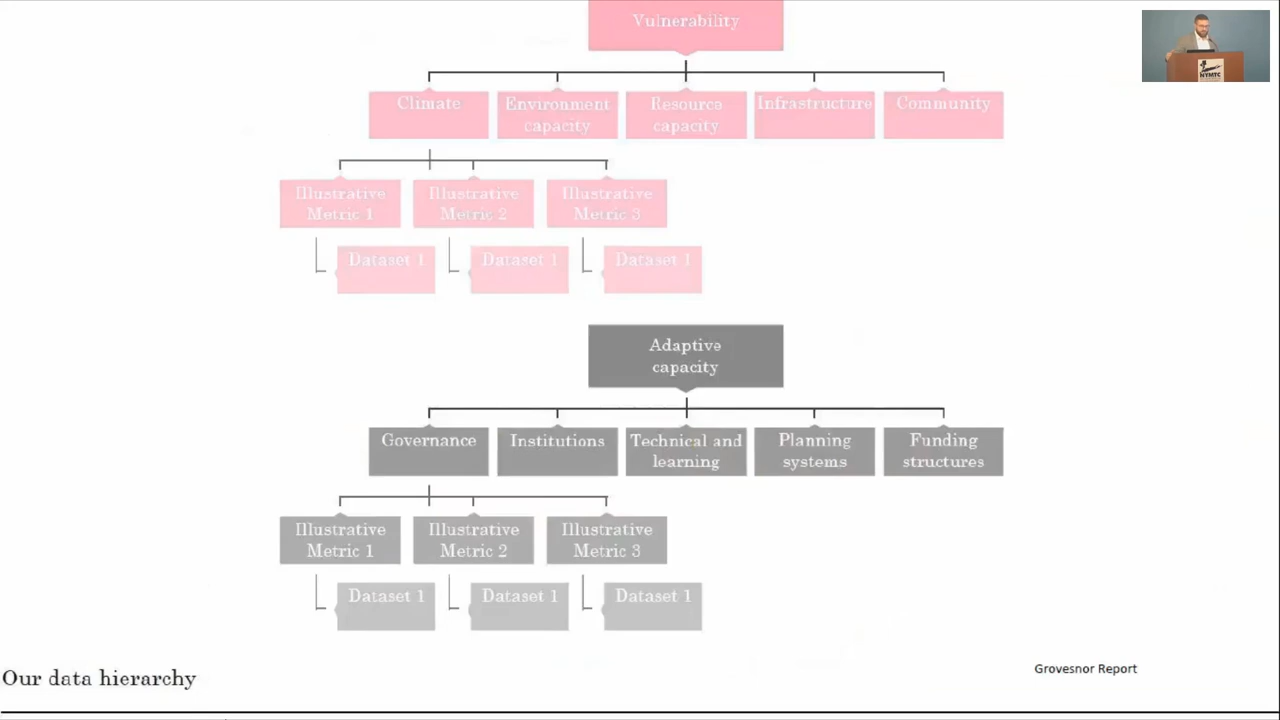 Vulnerability
NYMTC
Climate
Environment
capacity
Resource
capacity
Infrastructure
Community
Illustrative
Metric 1
Illustrative
Metric 2
Illustrative
Metric 3
Dataset 1
Dataset 1
Dataset 1
Adaptive
capacity
Governance
Institutions
Technical and
learning
Planning
systems
Funding
structures
Illustrative
Metric 1
Illustrative
Metric 2
Illustrative
Metric 3
Dataset 1
Dataset 1
Dataset 1
Our data hierarchy
Grovesnor Report